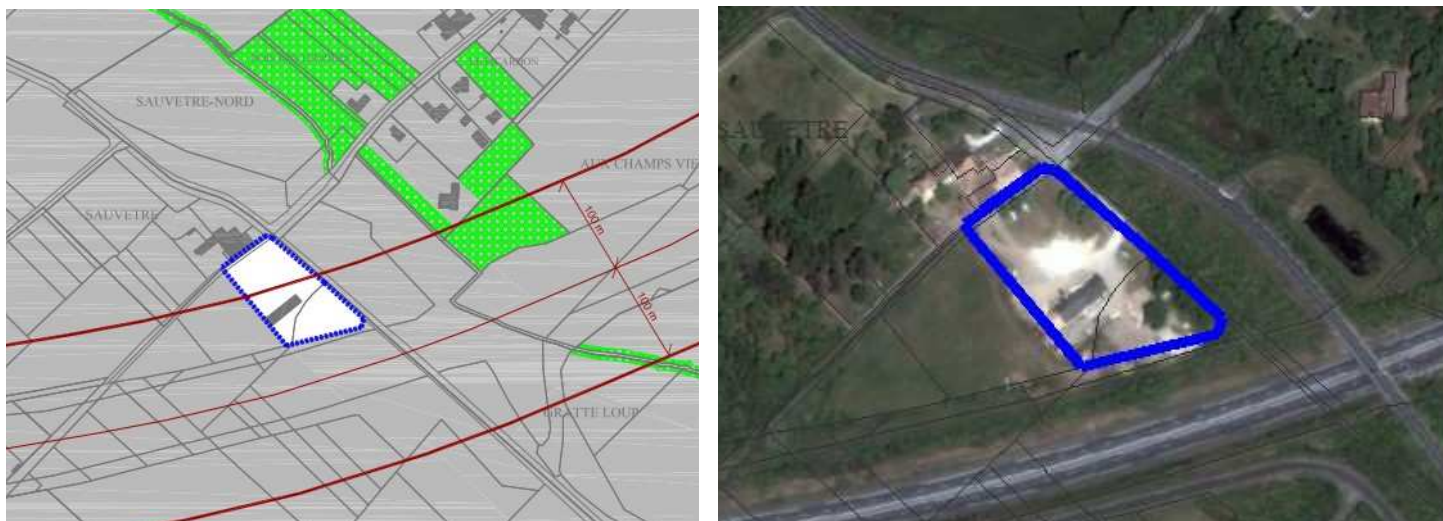 SAUVETRE-NORD
AUX CHAMPS VIE
SAUVETRE
100 m
100 m
GRATTE LOUP
SAUVETRE